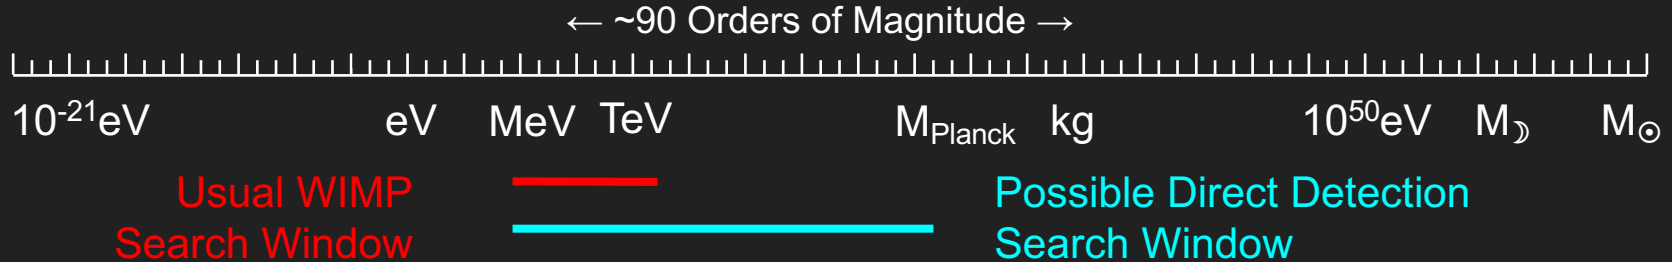 ← ~90 Orders of Magnitude →
10⁻²¹eV eV MeV TeV M_Planck kg 10⁵⁰eV M☽ M☉
Usual WIMP Possible Direct Detection
Search Window Search Window